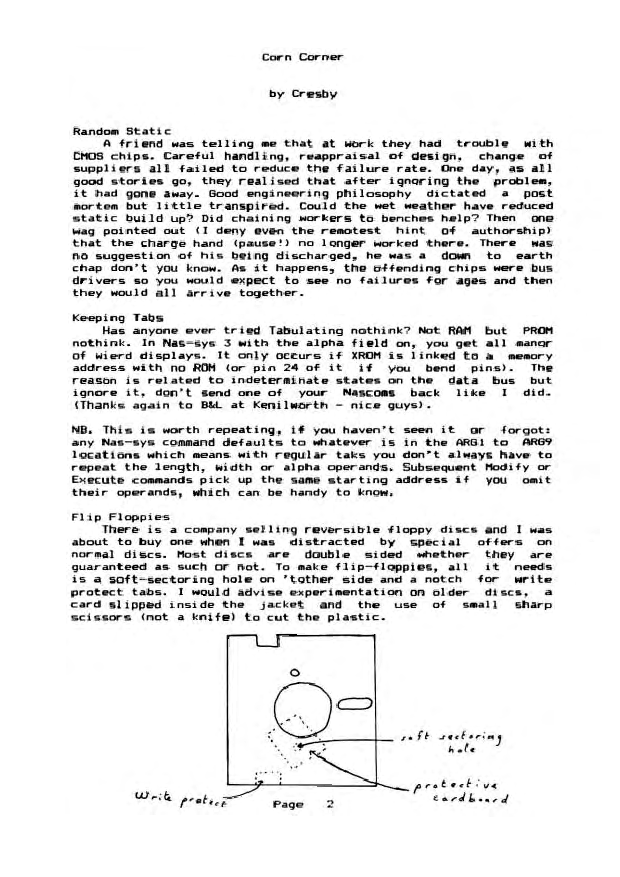 Corn Corner
by Cresby
Random Static
A friend was telling me that at work they had trouble with
CMOS chips. Careful handling, reappraisal of design, change of
suppliers all failed to reduce the failure rate. One day, as all
good stories go, they realised that after ignoring the problem,
it had gone away. Good engineering philosophy dictated a post
mortem but little transpired. Could the wet weather have reduced
static build up? Did chaining workers to benches help? Then one
wag pointed out (I deny even the remotest hint of authorship)
that the charge hand (pause!) no longer worked there. There was
no suggestion of his being discharged, he was a down to earth
chap don't you know. As it happens, the offending chips were bus
drivers so you would expect to see no failures for ages and then
they would all arrive together.
Keeping Tabs
Has anyone ever tried Tabulating nothink? Not RAM but PROM
nothink. In Nas-sys 3 with the alpha field on, you get all manor
of wierd displays. It only occurs if XROM is linked to a memory
address with no ROM (or pin 24 of it if you bend pins). The
reason is related to indeterminate states on the data bus but
ignore it, don't send one of your Nascoms back like I did.
(Thanks again to B&L at Kenilworth - nice guys).
NB. This is worth repeating, if you haven't seen it or forgot:
any Nas-sys command defaults to whatever is in the ARG1 to ARG9
locations which means with regular taks you don't always have to
repeat the length, width or alpha operands. Subsequent Modify or
Execute commands pick up the same starting address if you omit
their operands, which can be handy to know.
Flip Floppies
There is a company selling reversible floppy discs and I was
about to buy one when I was distracted by special offers on
normal discs. Most discs are double sided whether they are
guaranteed as such or not. To make flip-floppies, all it needs
is a soft-sectoring hole on 'tother side and a notch for write
protect tabs. I would advise experimentation on older discs, a
card slipped inside the jacket and the use of small sharp
scissors (not a knife) to cut the plastic.
soft sectoring
hole
protective
cardboard
Write protect
Page 2